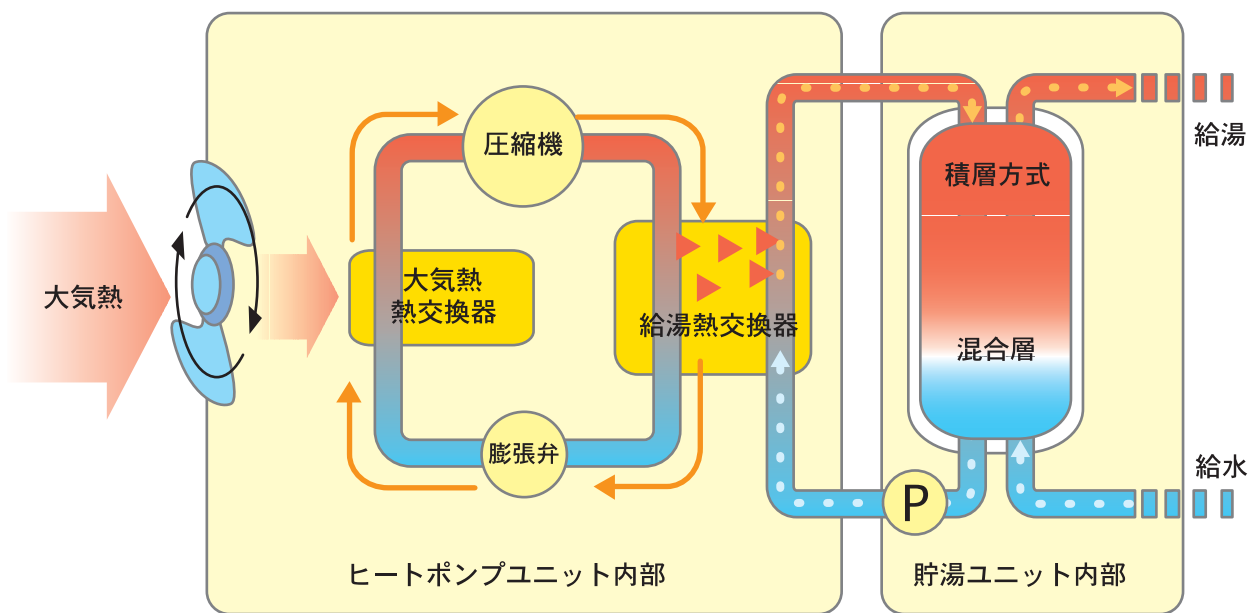 大気熱
圧縮機
大気熱
熱交換器
給湯熱交換器
膨張弁
ヒートポンプユニット内部
積層方式
混合層
P
貯湯ユニット内部
給湯
給水